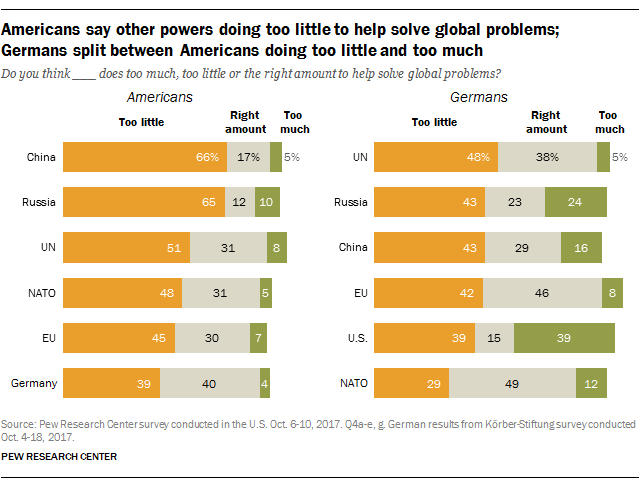 Americans say other powers doing too little to help solve global problems;
Germans split between Americans doing too little and too much
Do you think ___ does too much, too little or the right amount to help solve global problems?
Americans
Too little Right amount Too much
China 66% 17% 5%
Russia 65 12 10
UN 51 31 8
NATO 48 31 5
EU 45 30 7
Germany 39 40 4
Germans
Too little Right amount Too much
UN 48% 38% 5%
Russia 43 23 24
China 43 29 16
EU 42 46 8
U.S. 39 15 39
NATO 29 49 12
Source: Pew Research Center survey conducted in the U.S. Oct. 6-10, 2017. Q4a-e, g. German results from Körber-Stiftung survey conducted
Oct. 4-18, 2017.
PEW RESEARCH CENTER